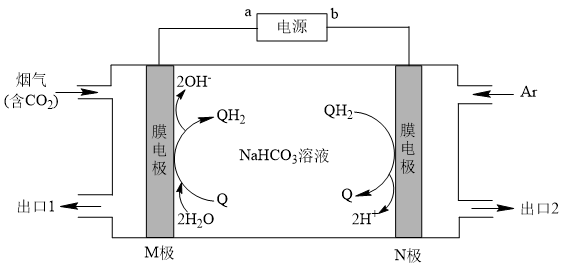 a
电源
b
烟气
(含CO₂)
2OH⁻
QH₂
QH₂
Ar
膜电极
NaHCO₃溶液
膜电极
Q
Q
2H₂O
2H⁺
出口1
出口2
M极
N极